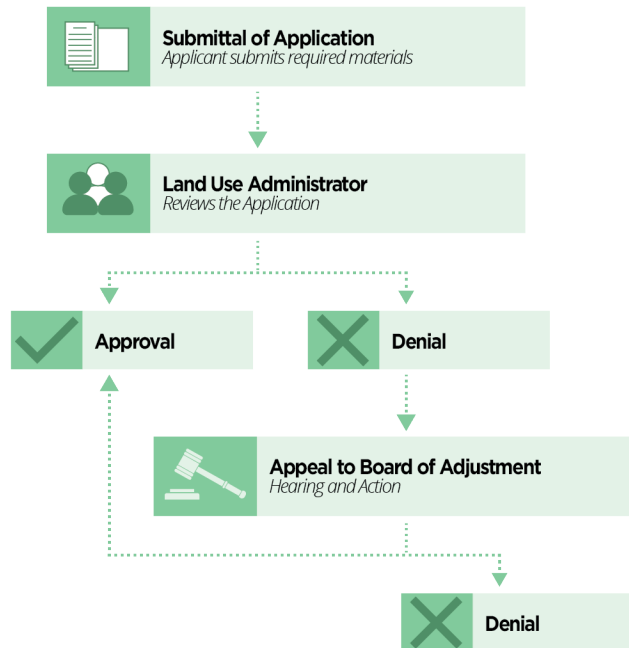 Submittal of Application
Applicant submits required materials
Land Use Administrator
Reviews the Application
Approval
Denial
Appeal to Board of Adjustment
Hearing and Action
Denial